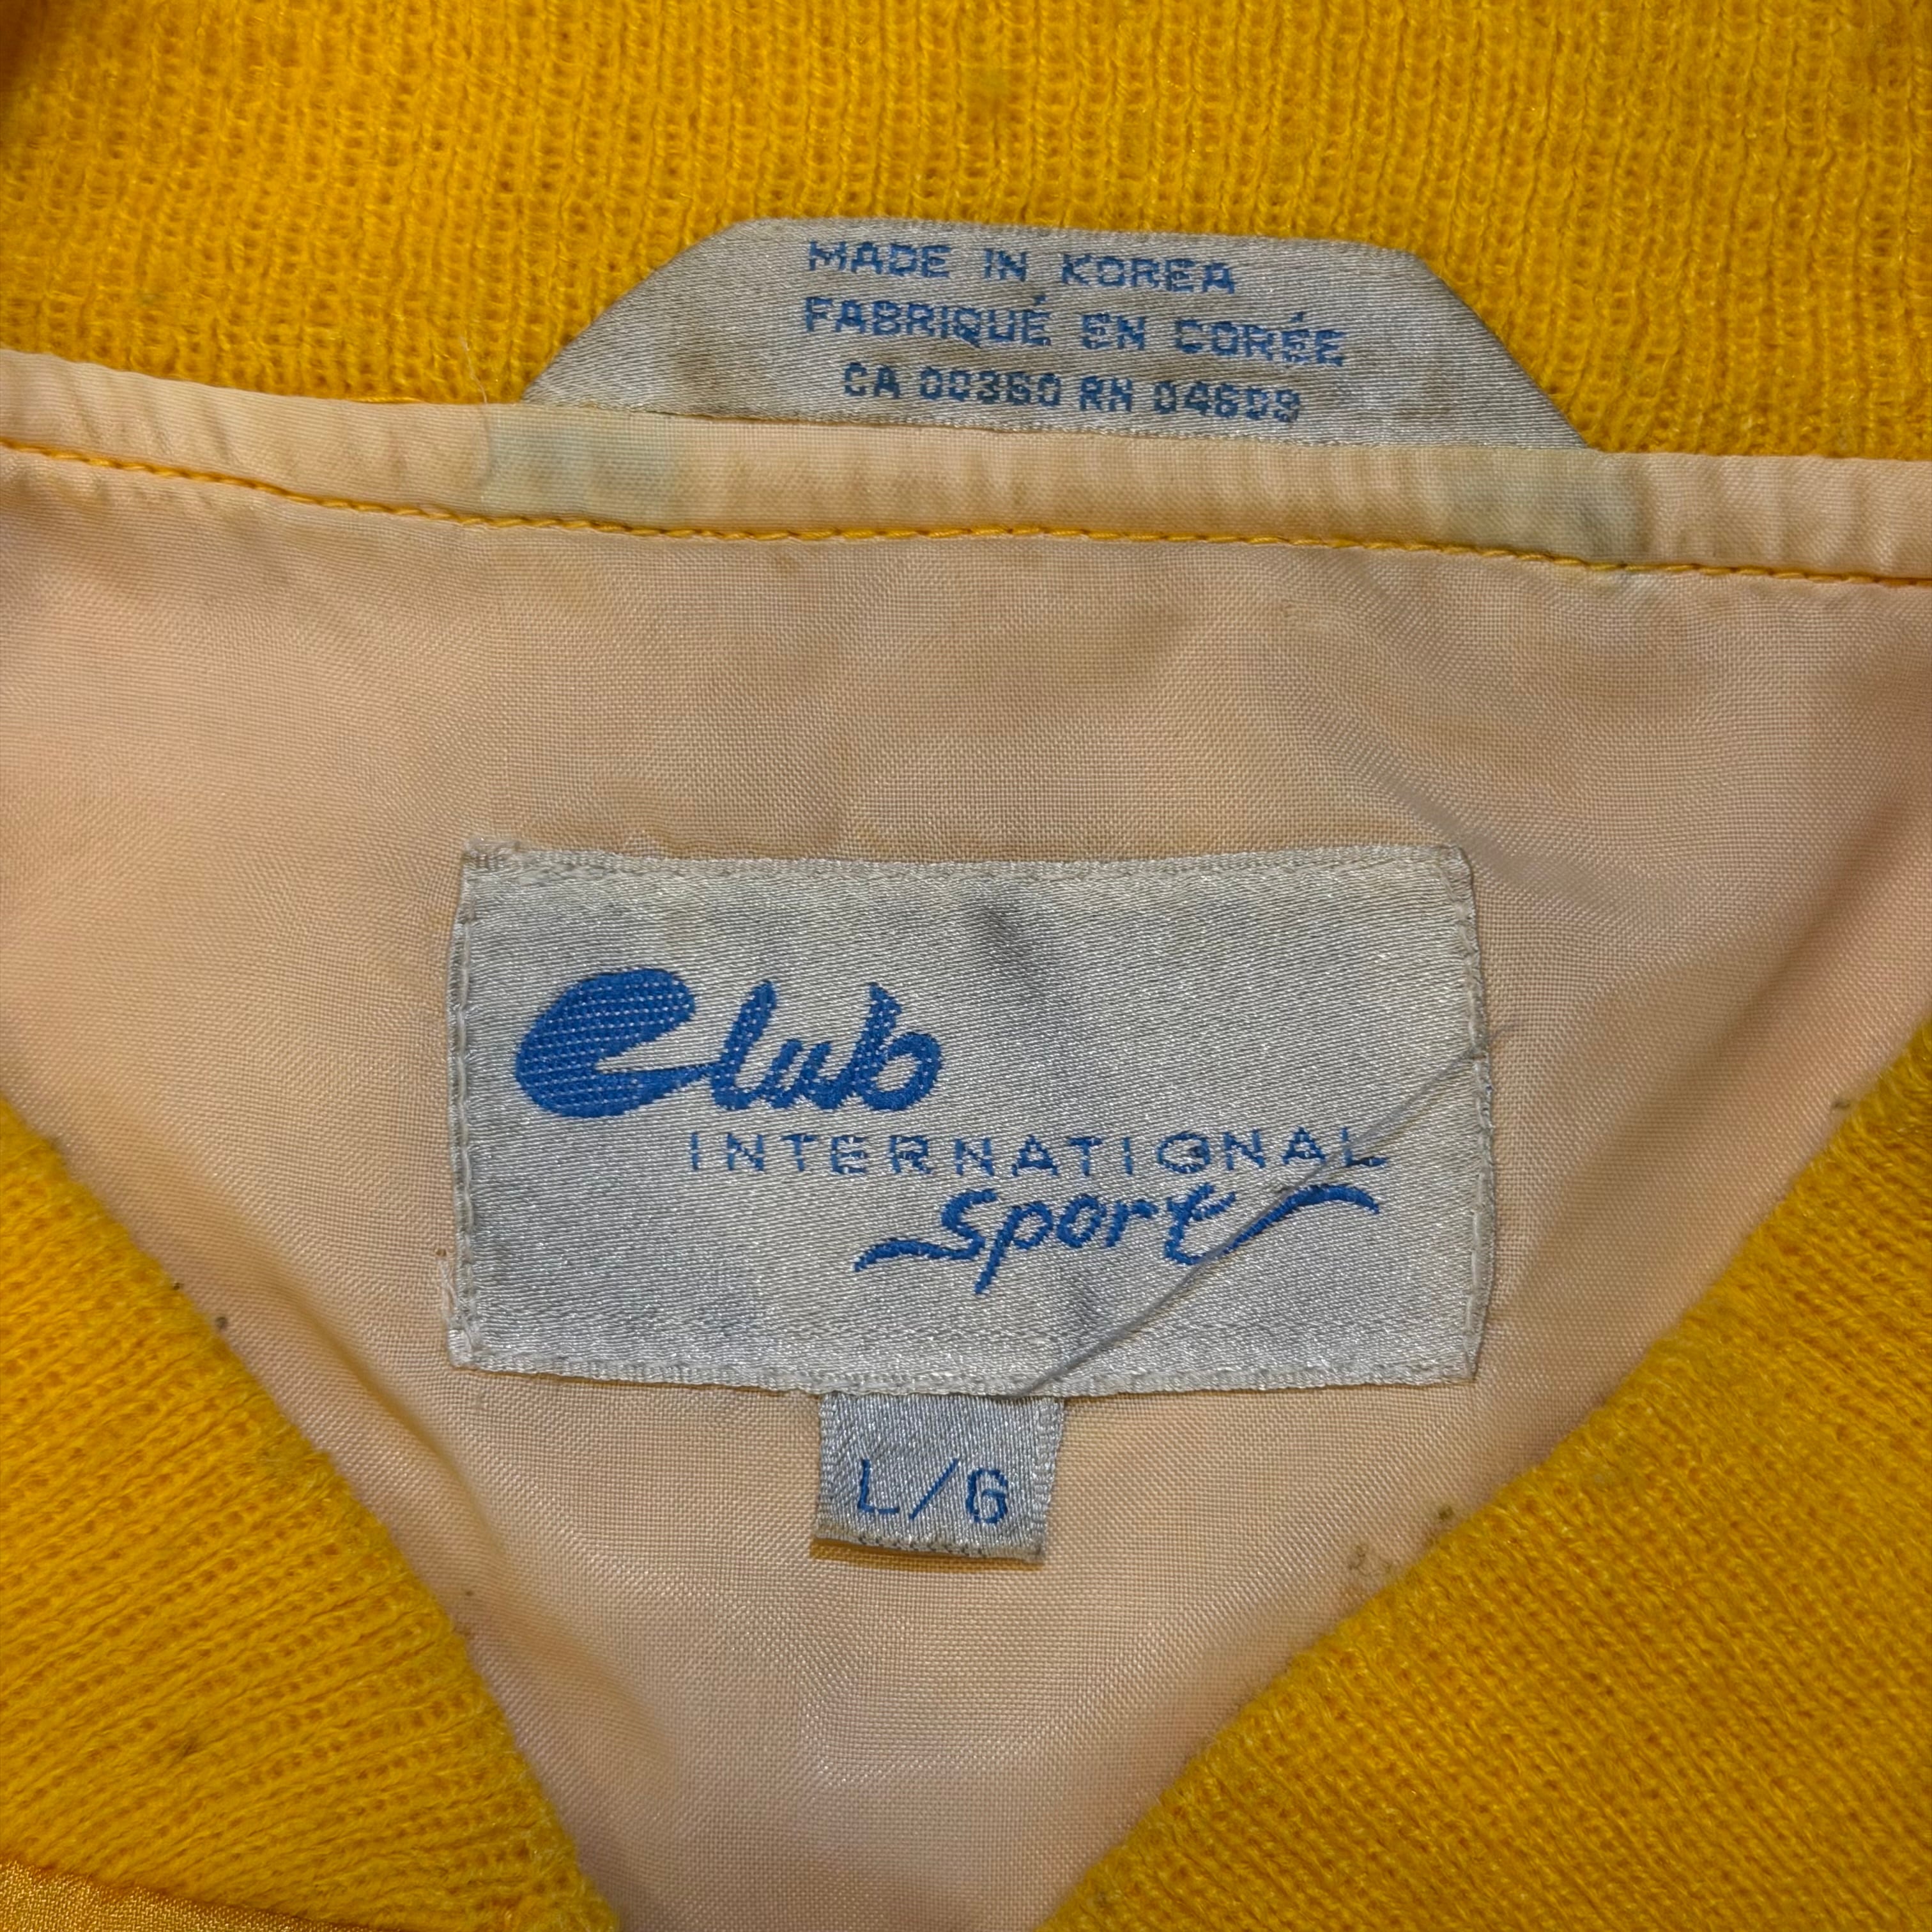 MADE IN KOREA
FABRIQUÉ EN CORÉE
CA 00360 RN 04609
Club
INTERNATIONAL
Sport
L/G